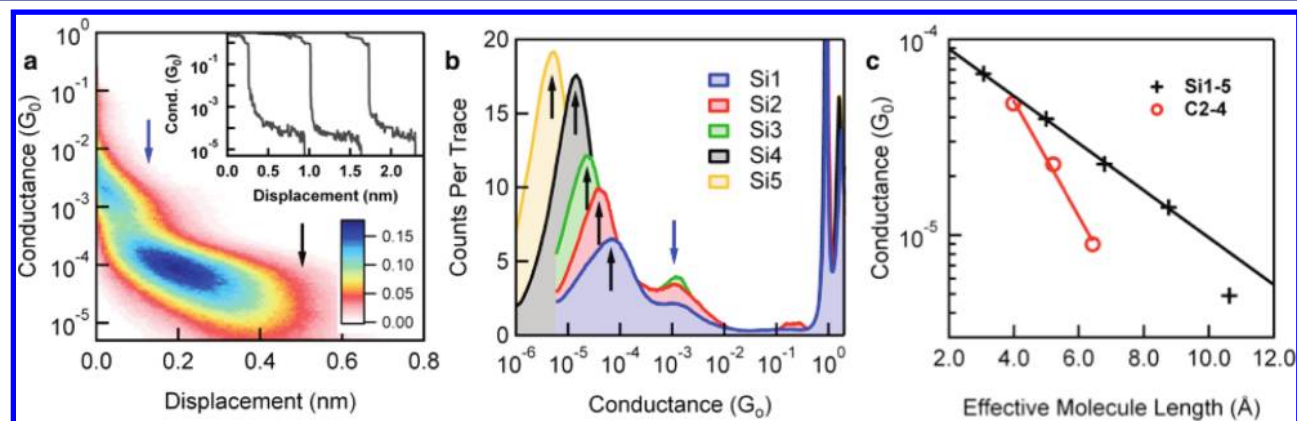 a
Conductance (G0)
10^0
10^-1
10^-2
10^-3
10^-4
10^-5
0.0 0.2 0.4 0.6 0.8
Displacement (nm)
Cond. (G0)
10^-1
10^-3
10^-5
0.0 0.5 1.0 1.5 2.0
Displacement (nm)
0.15
0.10
0.05
0.00
b
Counts Per Trace
20
15
10
5
0
Si1
Si2
Si3
Si4
Si5
10^-6 10^-5 10^-4 10^-3 10^-2 10^-1 10^0
Conductance (Go)
c
Conductance (G0)
10^-4
10^-5
Si1-5
C2-4
2.0 4.0 6.0 8.0 10.0 12.0
Effective Molecule Length (Å)